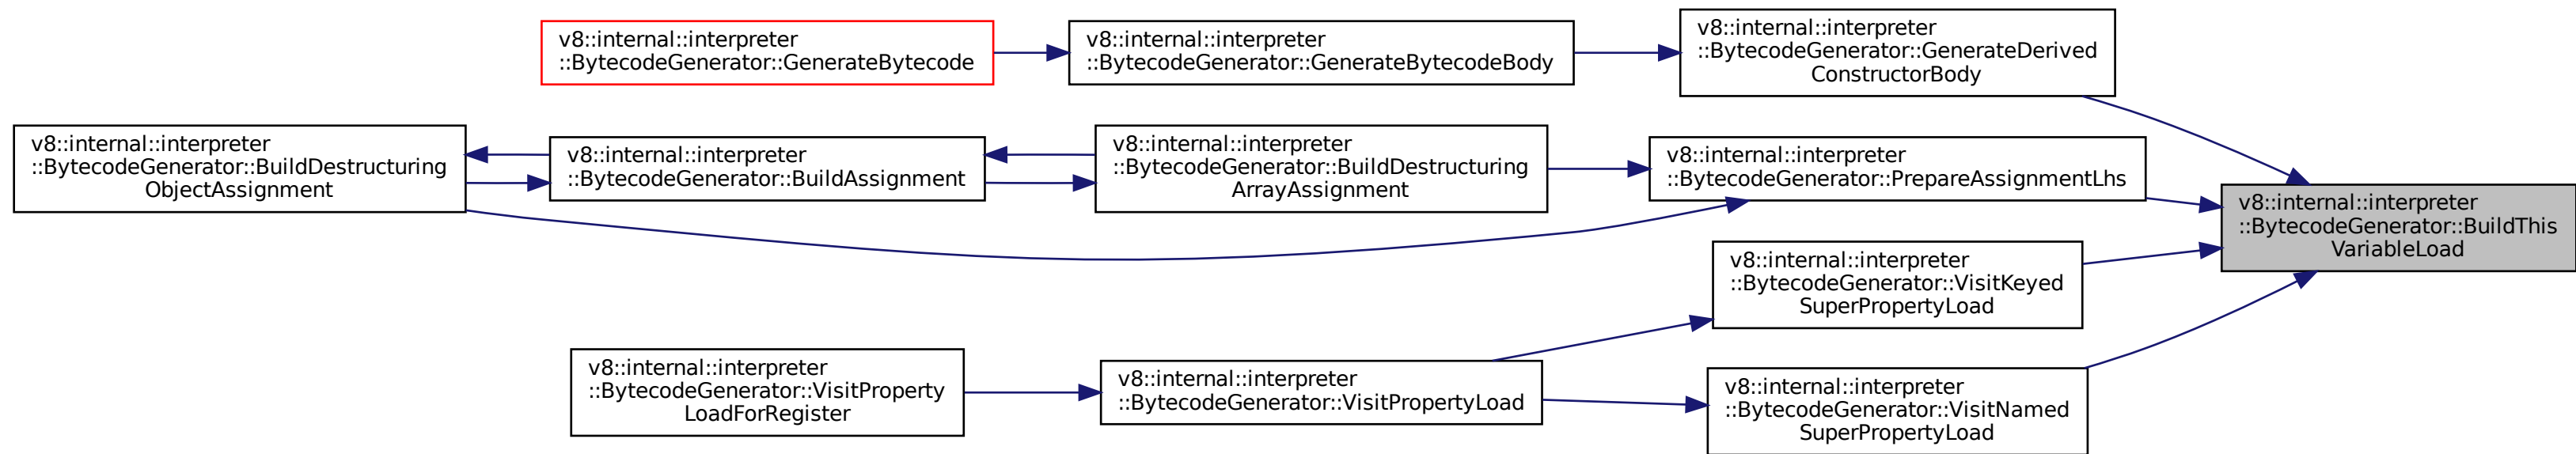 v8::internal::interpreter
::BytecodeGenerator::GenerateBytecode
v8::internal::interpreter
::BytecodeGenerator::GenerateBytecodeBody
v8::internal::interpreter
::BytecodeGenerator::GenerateDerived
ConstructorBody
v8::internal::interpreter
::BytecodeGenerator::BuildDestructuring
ObjectAssignment
v8::internal::interpreter
::BytecodeGenerator::BuildAssignment
v8::internal::interpreter
::BytecodeGenerator::BuildDestructuring
ArrayAssignment
v8::internal::interpreter
::BytecodeGenerator::PrepareAssignmentLhs
v8::internal::interpreter
::BytecodeGenerator::BuildThis
VariableLoad
v8::internal::interpreter
::BytecodeGenerator::VisitKeyed
SuperPropertyLoad
v8::internal::interpreter
::BytecodeGenerator::VisitProperty
LoadForRegister
v8::internal::interpreter
::BytecodeGenerator::VisitPropertyLoad
v8::internal::interpreter
::BytecodeGenerator::VisitNamed
SuperPropertyLoad